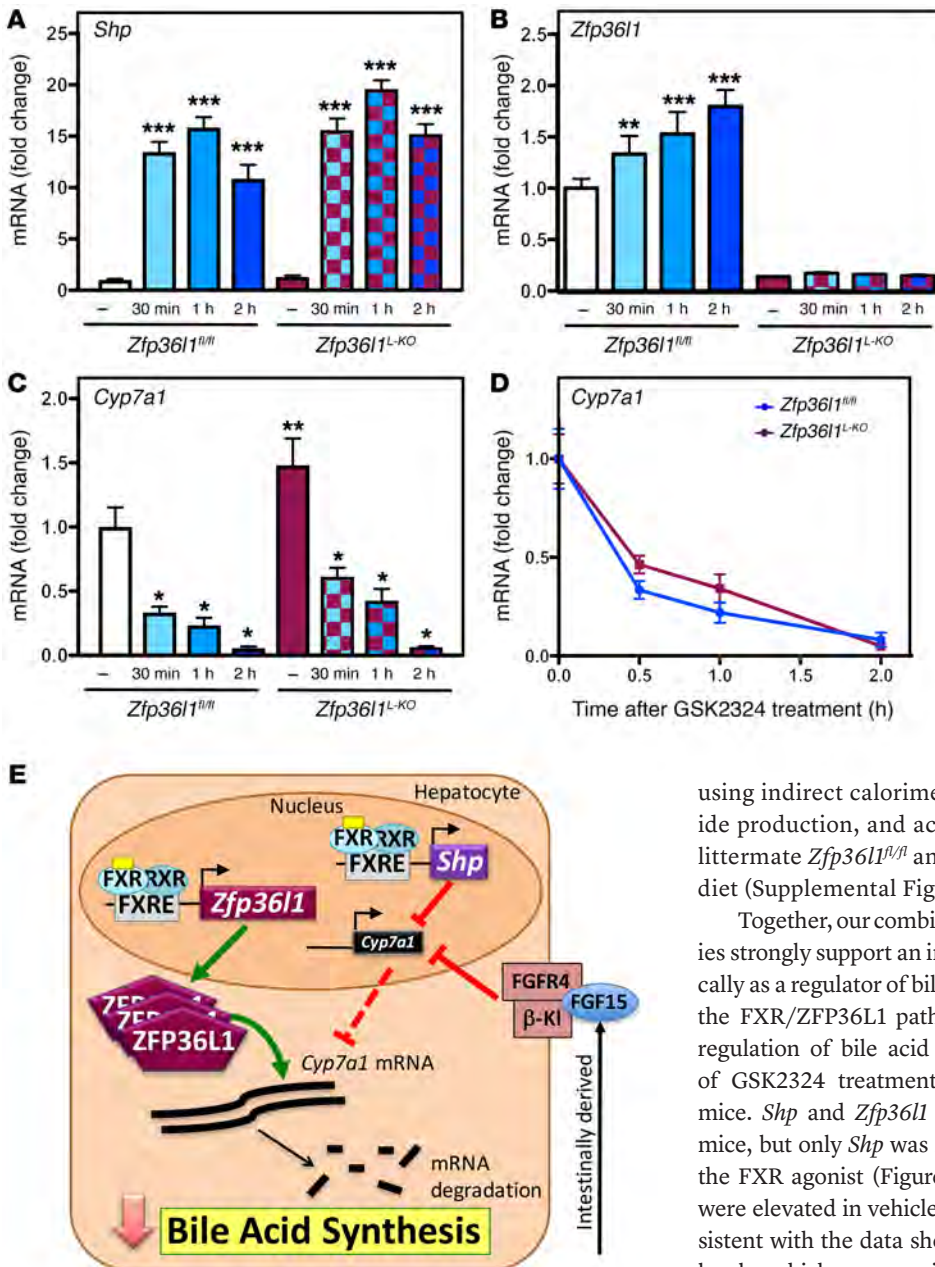 A
Shp
mRNA (fold change)
25
20
15
10
5
0
***
***
***
***
***
***
– 30 min 1 h 2 h – 30 min 1 h 2 h
Zfp36l1fl/fl Zfp36l1L-KO
B
Zfp36l1
mRNA (fold change)
2.5
2.0
1.5
1.0
0.5
0.0
**
***
***
– 30 min 1 h 2 h – 30 min 1 h 2 h
Zfp36l1fl/fl Zfp36l1L-KO
C
Cyp7a1
mRNA (fold change)
2.0
1.5
1.0
0.5
0.0
*
*
*
**
*
*
*
– 30 min 1 h 2 h – 30 min 1 h 2 h
Zfp36l1fl/fl Zfp36l1L-KO
D
Cyp7a1
Zfp36l1fl/fl
Zfp36l1L-KO
mRNA (fold change)
1.0
0.5
0.0
0.0 0.5 1.0 1.5 2.0
Time after GSK2324 treatment (h)
E
Hepatocyte
Nucleus
FXR RXR
FXRE
Shp
FXR RXR
FXRE
Zfp36l1
Cyp7a1
FGFR4
β-Kl
FGF15
ZFP36L1
ZFP36L1
ZFP36L1
Cyp7a1 mRNA
mRNA
degradation
Intestinally derived
Bile Acid Synthesis
using indirect calorime
ide production, and ac
littermate Zfp36l1fl/fl an
diet (Supplemental Fig
Together, our combin
ies strongly support an in
cally as a regulator of bil
the FXR/ZFP36L1 path
regulation of bile acid
of GSK2324 treatment
mice. Shp and Zfp36l1
mice, but only Shp was
the FXR agonist (Figure
were elevated in vehicle
sistent with the data sho